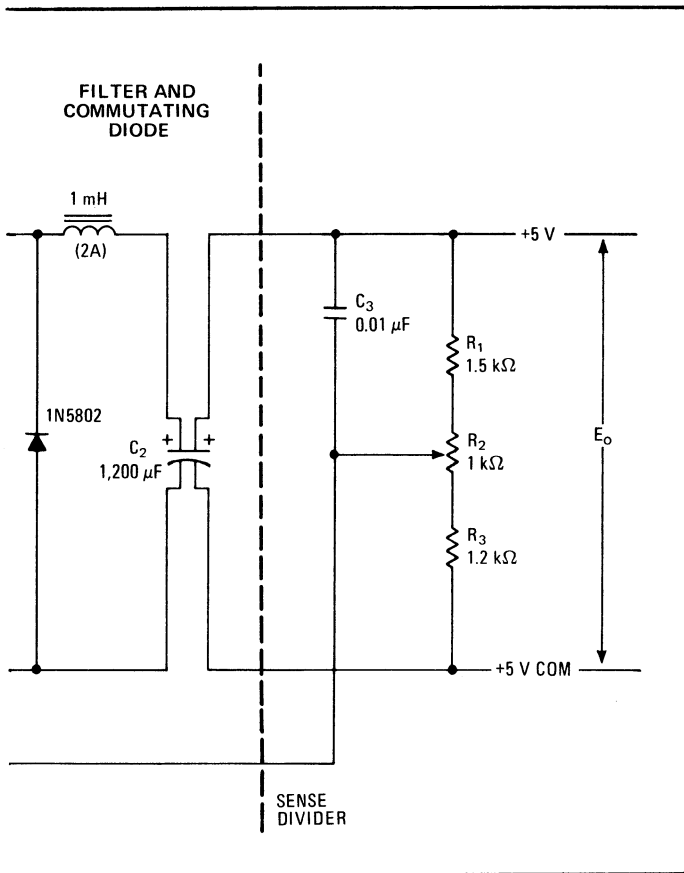 FILTER AND
COMMUTATING
DIODE
1 mH
(2A)
+5 V
C3
0.01 μF
R1
1.5 kΩ
1N5802
+ +
C2
1,200 μF
R2
1 kΩ
Eo
R3
1.2 kΩ
+5 V COM
SENSE
DIVIDER